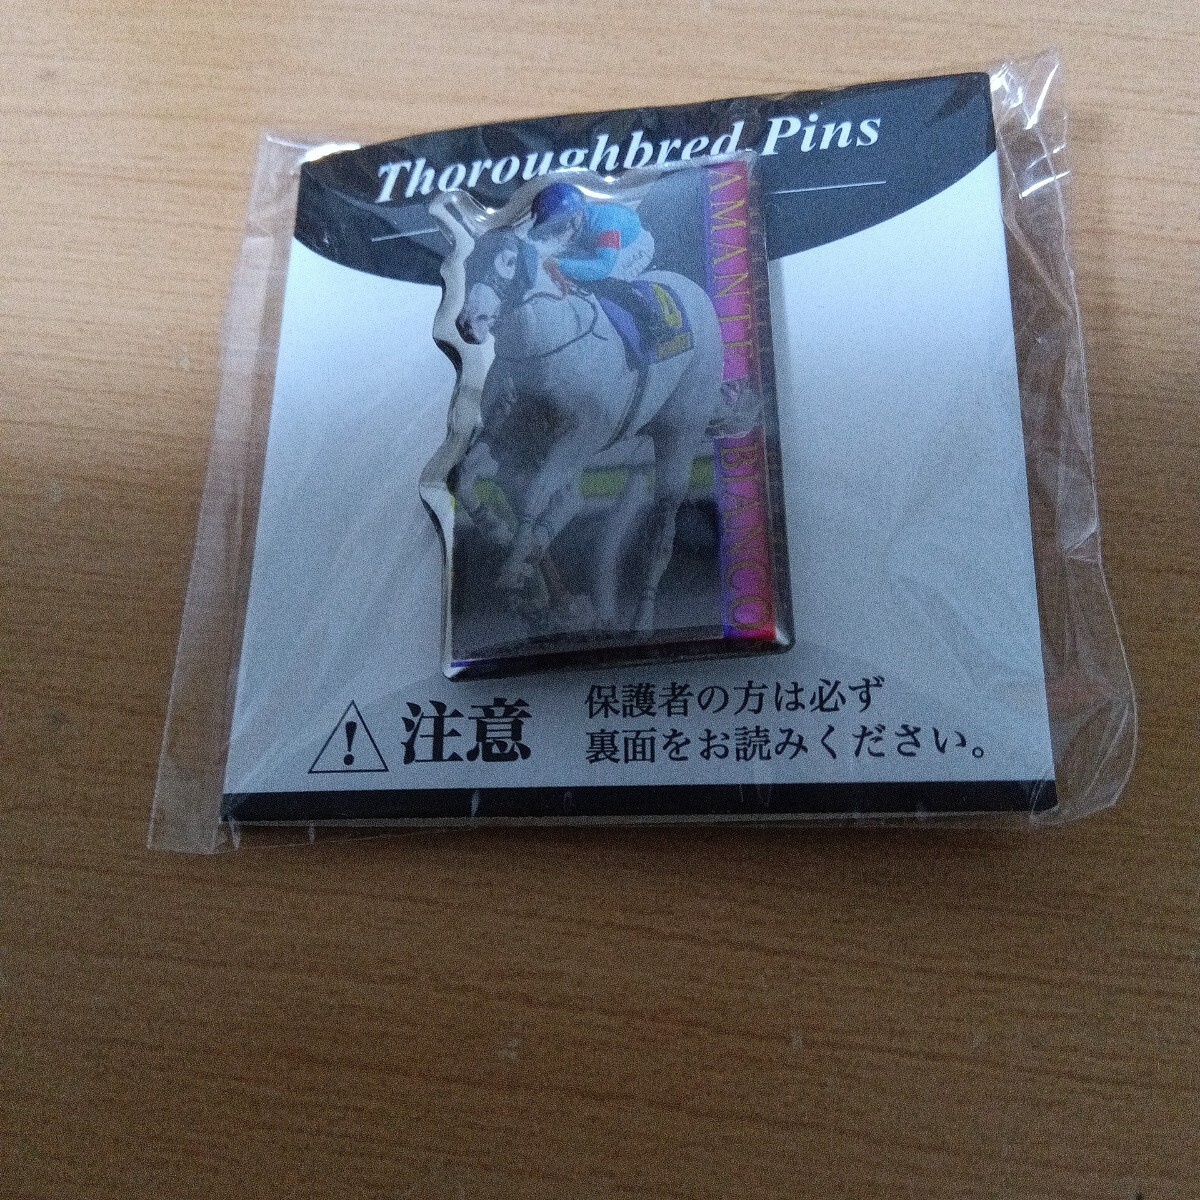 Thoroughbred Pins
AMANTE BIANCO
4
注意
保護者の方は必ず
裏面をお読みください。